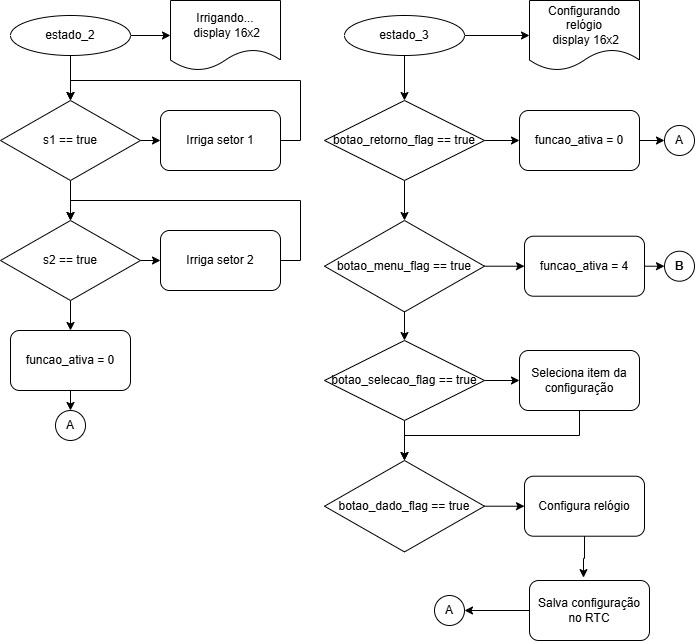 estado_2
Irrigando...
display 16x2
s1 == true
Irriga setor 1
s2 == true
Irriga setor 2
funcao_ativa = 0
A
estado_3
Configurando
relógio
display 16x2
botao_retorno_flag == true
funcao_ativa = 0
A
botao_menu_flag == true
funcao_ativa = 4
B
botao_selecao_flag == true
Seleciona item da
configuração
botao_dado_flag == true
Configura relógio
Salva configuração
no RTC
A